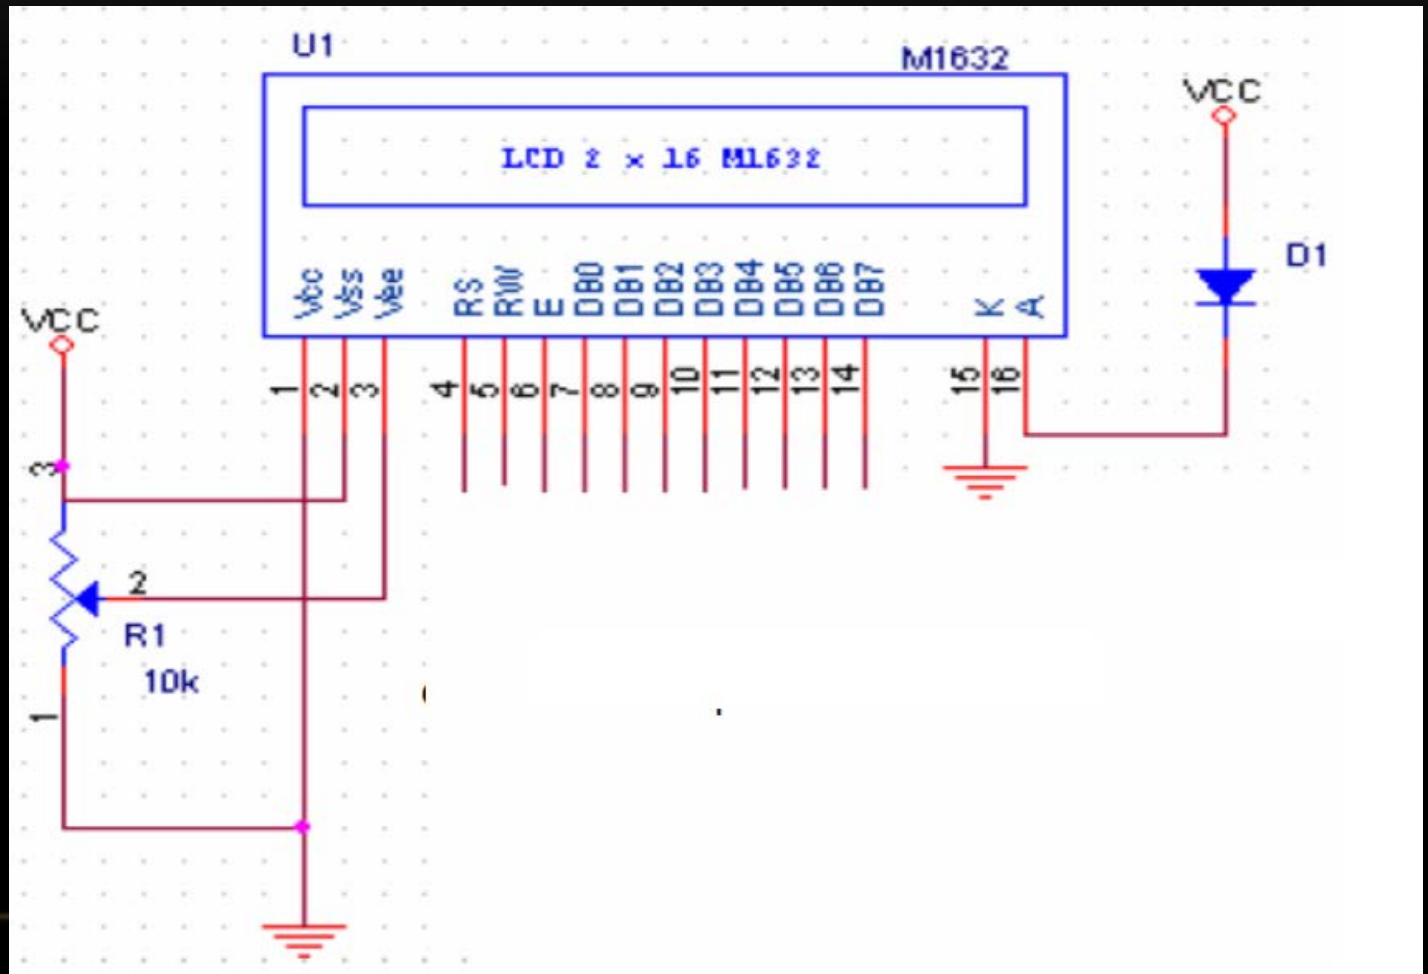 U1
M1632
VCC
LCD 2 x 16 M1632
D1
Vcc
Vss
Vee
RS
RW
E
DB0
DB1
DB2
DB3
DB4
DB5
DB6
DB7
K
A
VCC
1
2
3
4
5
6
7
8
9
10
11
12
13
14
15
16
3
2
R1
10k
1